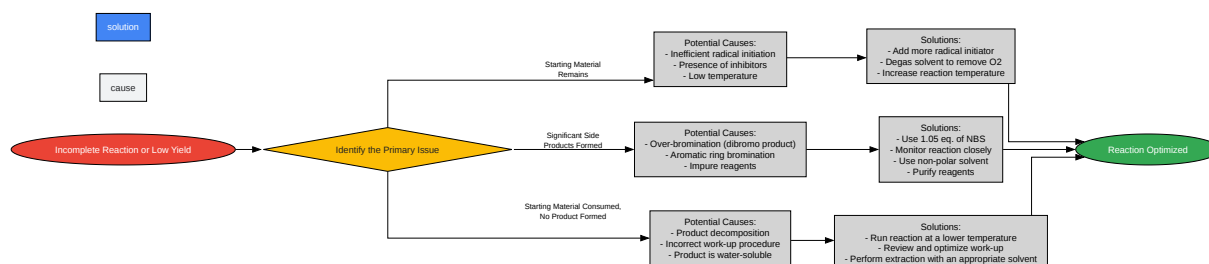 solution
cause
Incomplete Reaction or Low Yield
Identify the Primary Issue
Starting Material
Remains
Potential Causes:
- Inefficient radical initiation
- Presence of inhibitors
- Low temperature
Solutions:
- Add more radical initiator
- Degas solvent to remove O2
- Increase reaction temperature
Significant Side
Products Formed
Potential Causes:
- Over-bromination (dibromo product)
- Aromatic ring bromination
- Impure reagents
Solutions:
- Use 1.05 eq. of NBS
- Monitor reaction closely
- Use non-polar solvent
- Purify reagents
Starting Material Consumed,
No Product Formed
Potential Causes:
- Product decomposition
- Incorrect work-up procedure
- Product is water-soluble
Solutions:
- Run reaction at a lower temperature
- Review and optimize work-up
- Perform extraction with an appropriate solvent
Reaction Optimized